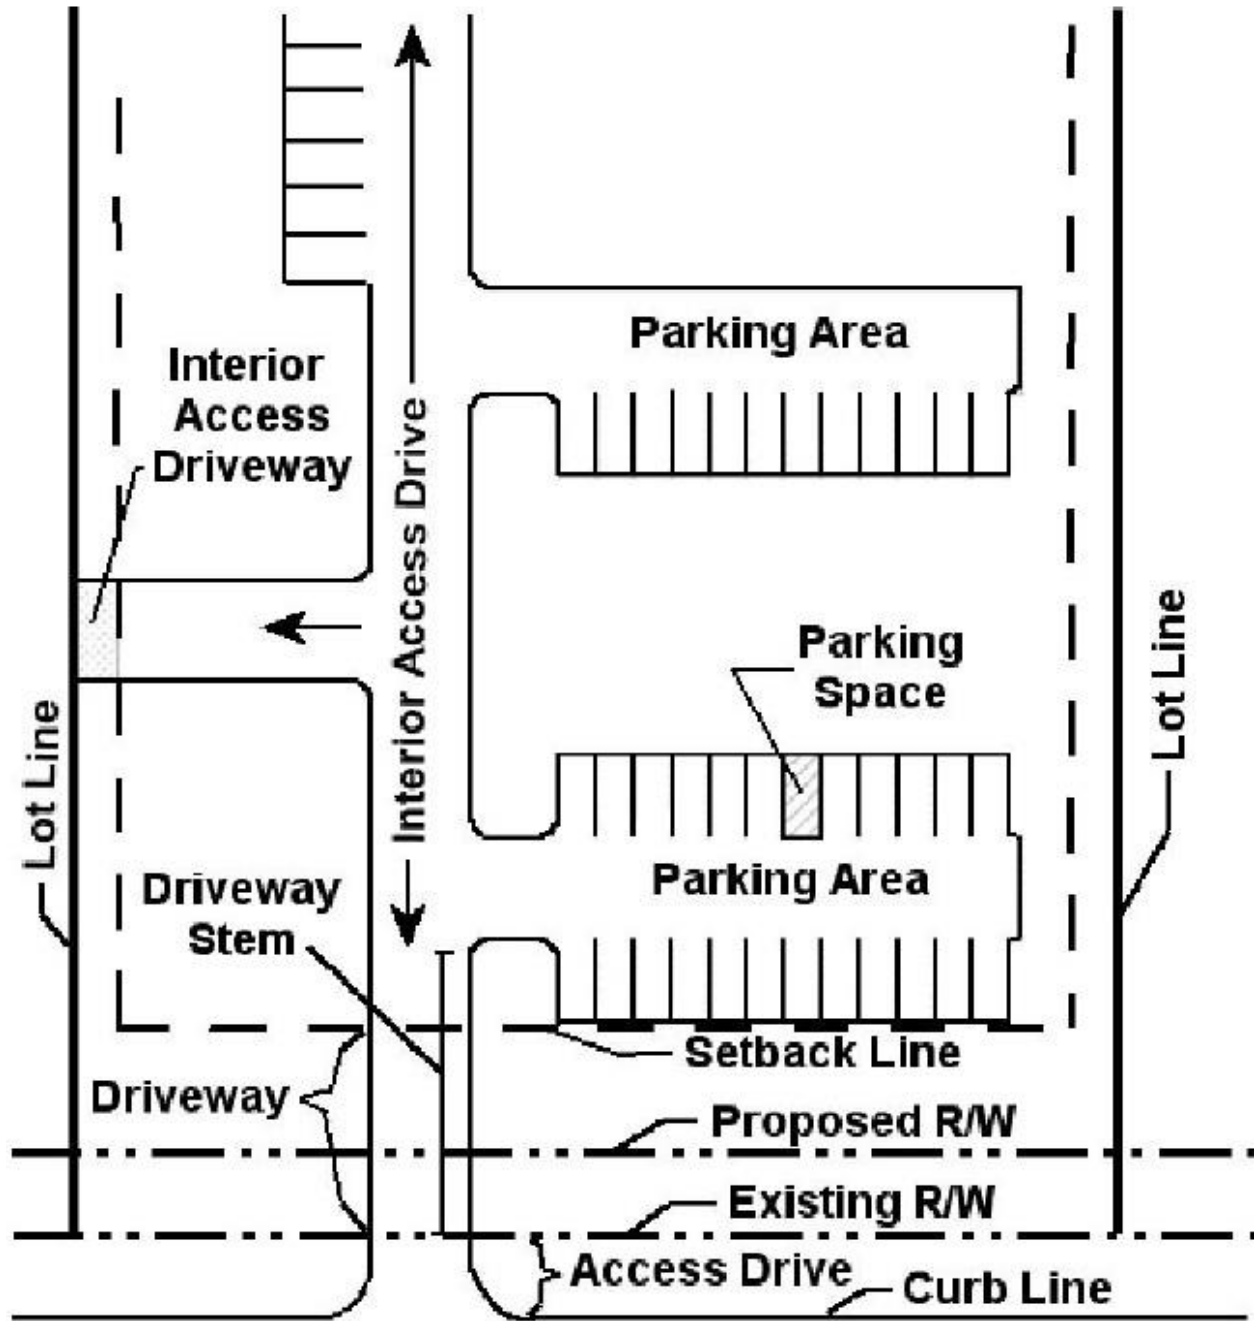 Parking Area
Interior
Access
Driveway
Interior Access Drive
Parking
Space
Lot Line
Lot Line
Parking Area
Driveway
Stem
Setback Line
Driveway
Proposed R/W
Existing R/W
Access Drive
Curb Line